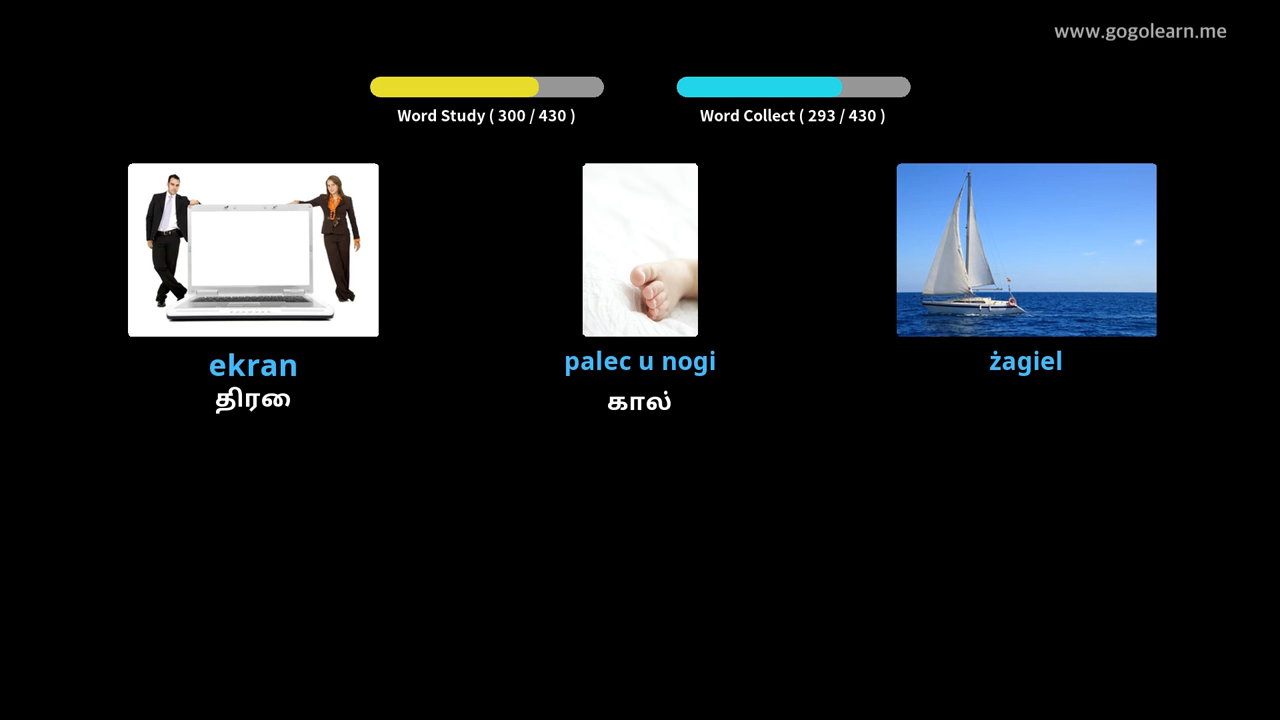 www.gogolearn.me
Word Study ( 300 / 430 )
Word Collect ( 293 / 430 )
ekran
திரை
palec u nogi
கால்
żagiel